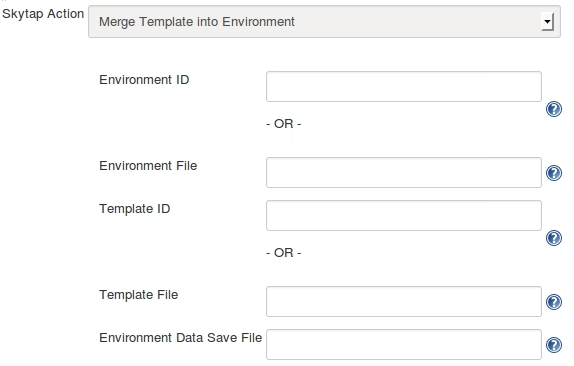 Skytap Action
Merge Template into Environment
Environment ID
- OR -
Environment File
Template ID
- OR -
Template File
Environment Data Save File